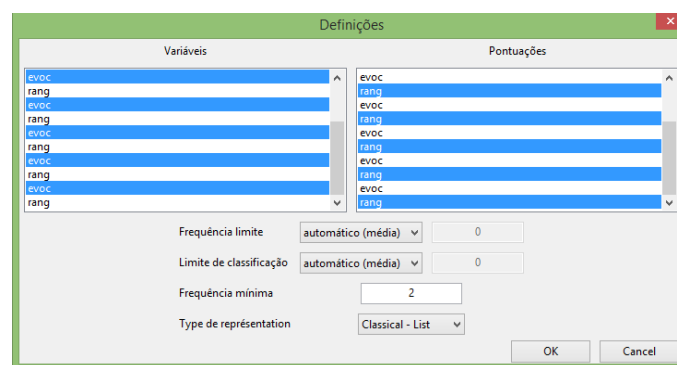 Definições
Variáveis Pontuações
evoc evoc
rang rang
evoc evoc
rang rang
evoc evoc
rang rang
evoc evoc
rang rang
evoc evoc
rang rang
Frequência limite automático (média) 0
Limite de classificação automático (média) 0
Frequência mínima 2
Type de représentation Classical - List
OK Cancel